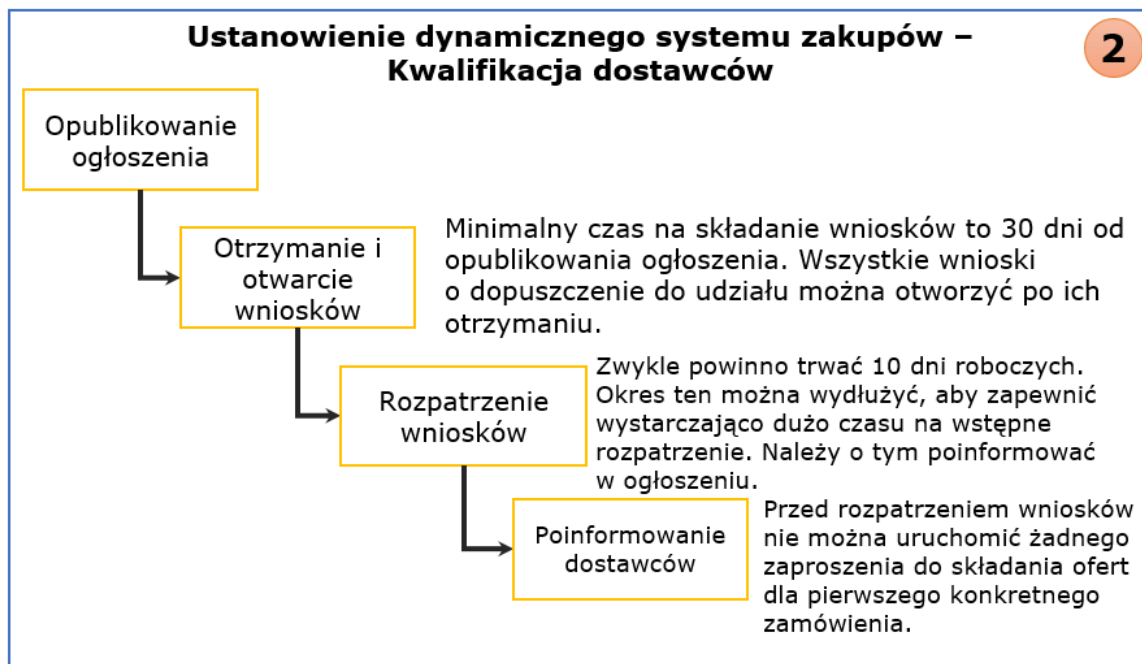 Ustanowienie dynamicznego systemu zakupów –
Kwalifikacja dostawców
2
Opublikowanie
ogłoszenia
Otrzymanie i
otwarcie
wniosków
Minimalny czas na składanie wniosków to 30 dni od
opublikowania ogłoszenia. Wszystkie wnioski
o dopuszczenie do udziału można otworzyć po ich
otrzymaniu.
Rozpatrzenie
wniosków
Zwykle powinno trwać 10 dni roboczych.
Okres ten można wydłużyć, aby zapewnić
wystarczająco dużo czasu na wstępne
rozpatrzenie. Należy o tym poinformować
w ogłoszeniu.
Poinformowanie
dostawców
Przed rozpatrzeniem wniosków
nie można uruchomić żadnego
zaproszenia do składania ofert
dla pierwszego konkretnego
zamówienia.